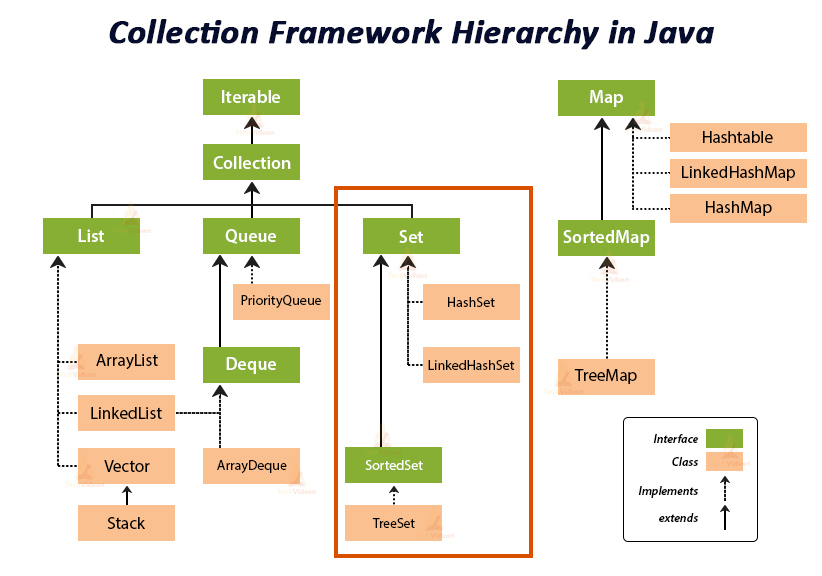 Collection Framework Hierarchy in Java
Iterable
Map
Hashtable
Collection
LinkedHashMap
HashMap
List
Queue
Set
SortedMap
PriorityQueue
HashSet
ArrayList
Deque
LinkedHashSet
TreeMap
LinkedList
Interface
Vector
ArrayDeque
SortedSet
Class
Implements
Stack
TreeSet
extends